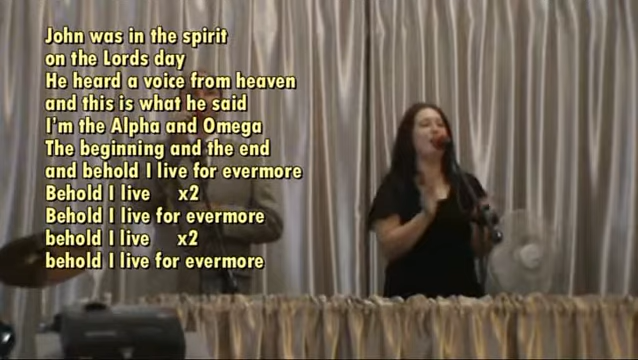 John was in the spirit
on the Lords day
He heard a voice from heaven
and this is what he said
I'm the Alpha and Omega
The beginning and the end
and behold I live for evermore
Behold I live x2
Behold I live for evermore
behold I live x2
behold I live for evermore